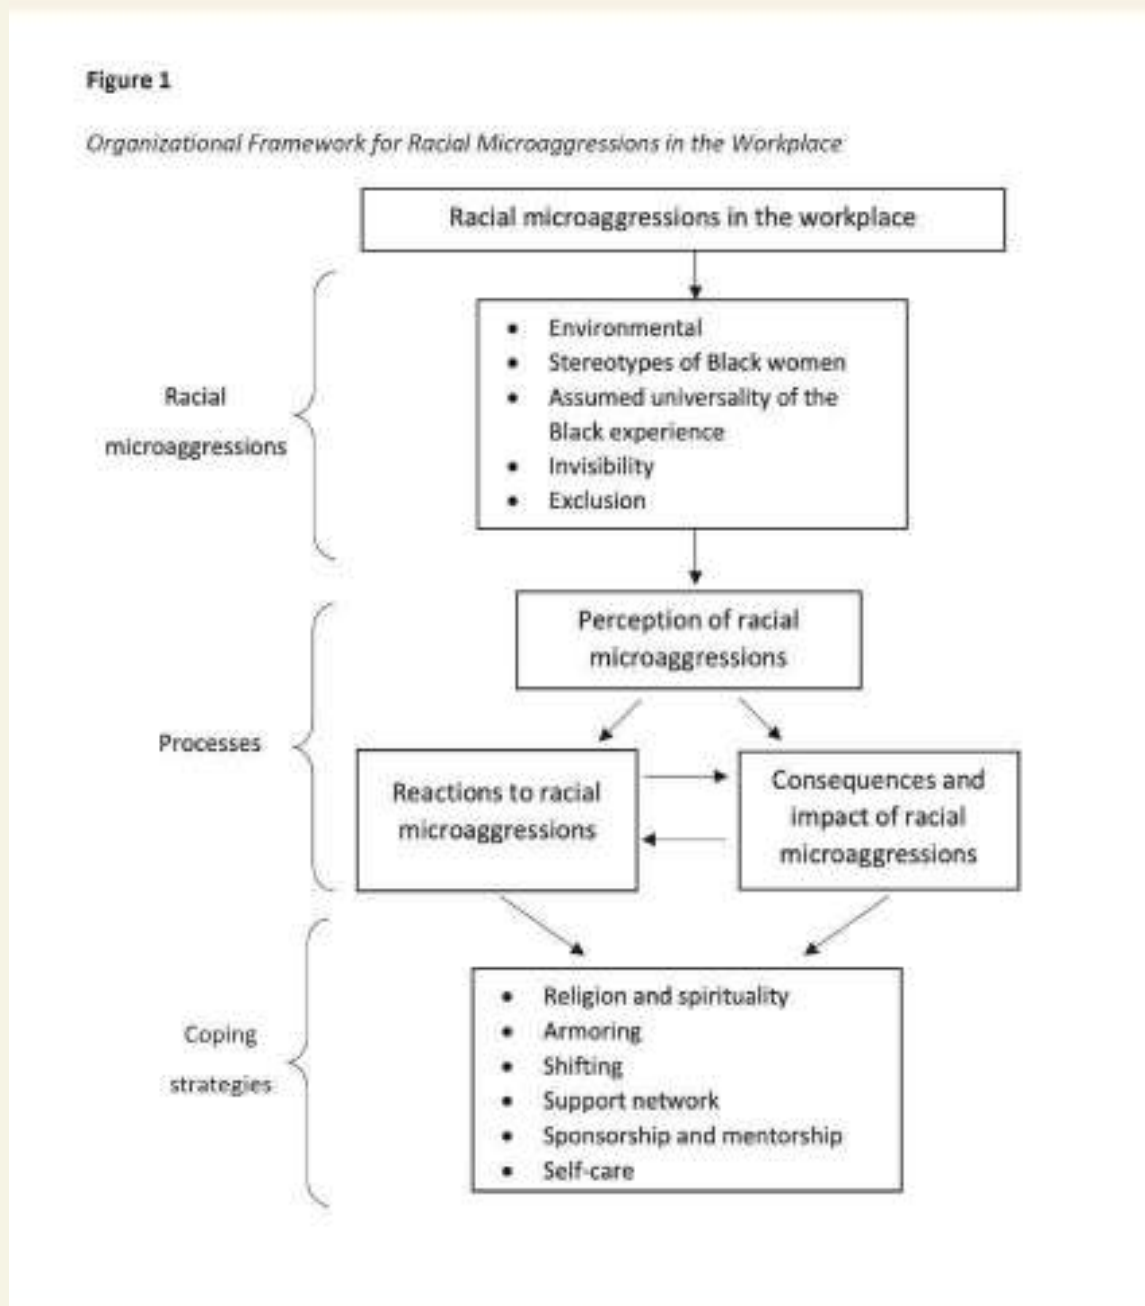 Figure 1
Organizational Framework for Racial Microaggressions in the Workplace
Racial microaggressions in the workplace
Racial
microaggressions
• Environmental
• Stereotypes of Black women
• Assumed universality of the
Black experience
• Invisibility
• Exclusion
Processes
Perception of racial
microaggressions
Reactions to racial
microaggressions
Consequences and
impact of racial
microaggressions
Coping
strategies
• Religion and spirituality
• Armoring
• Shifting
• Support network
• Sponsorship and mentorship
• Self-care